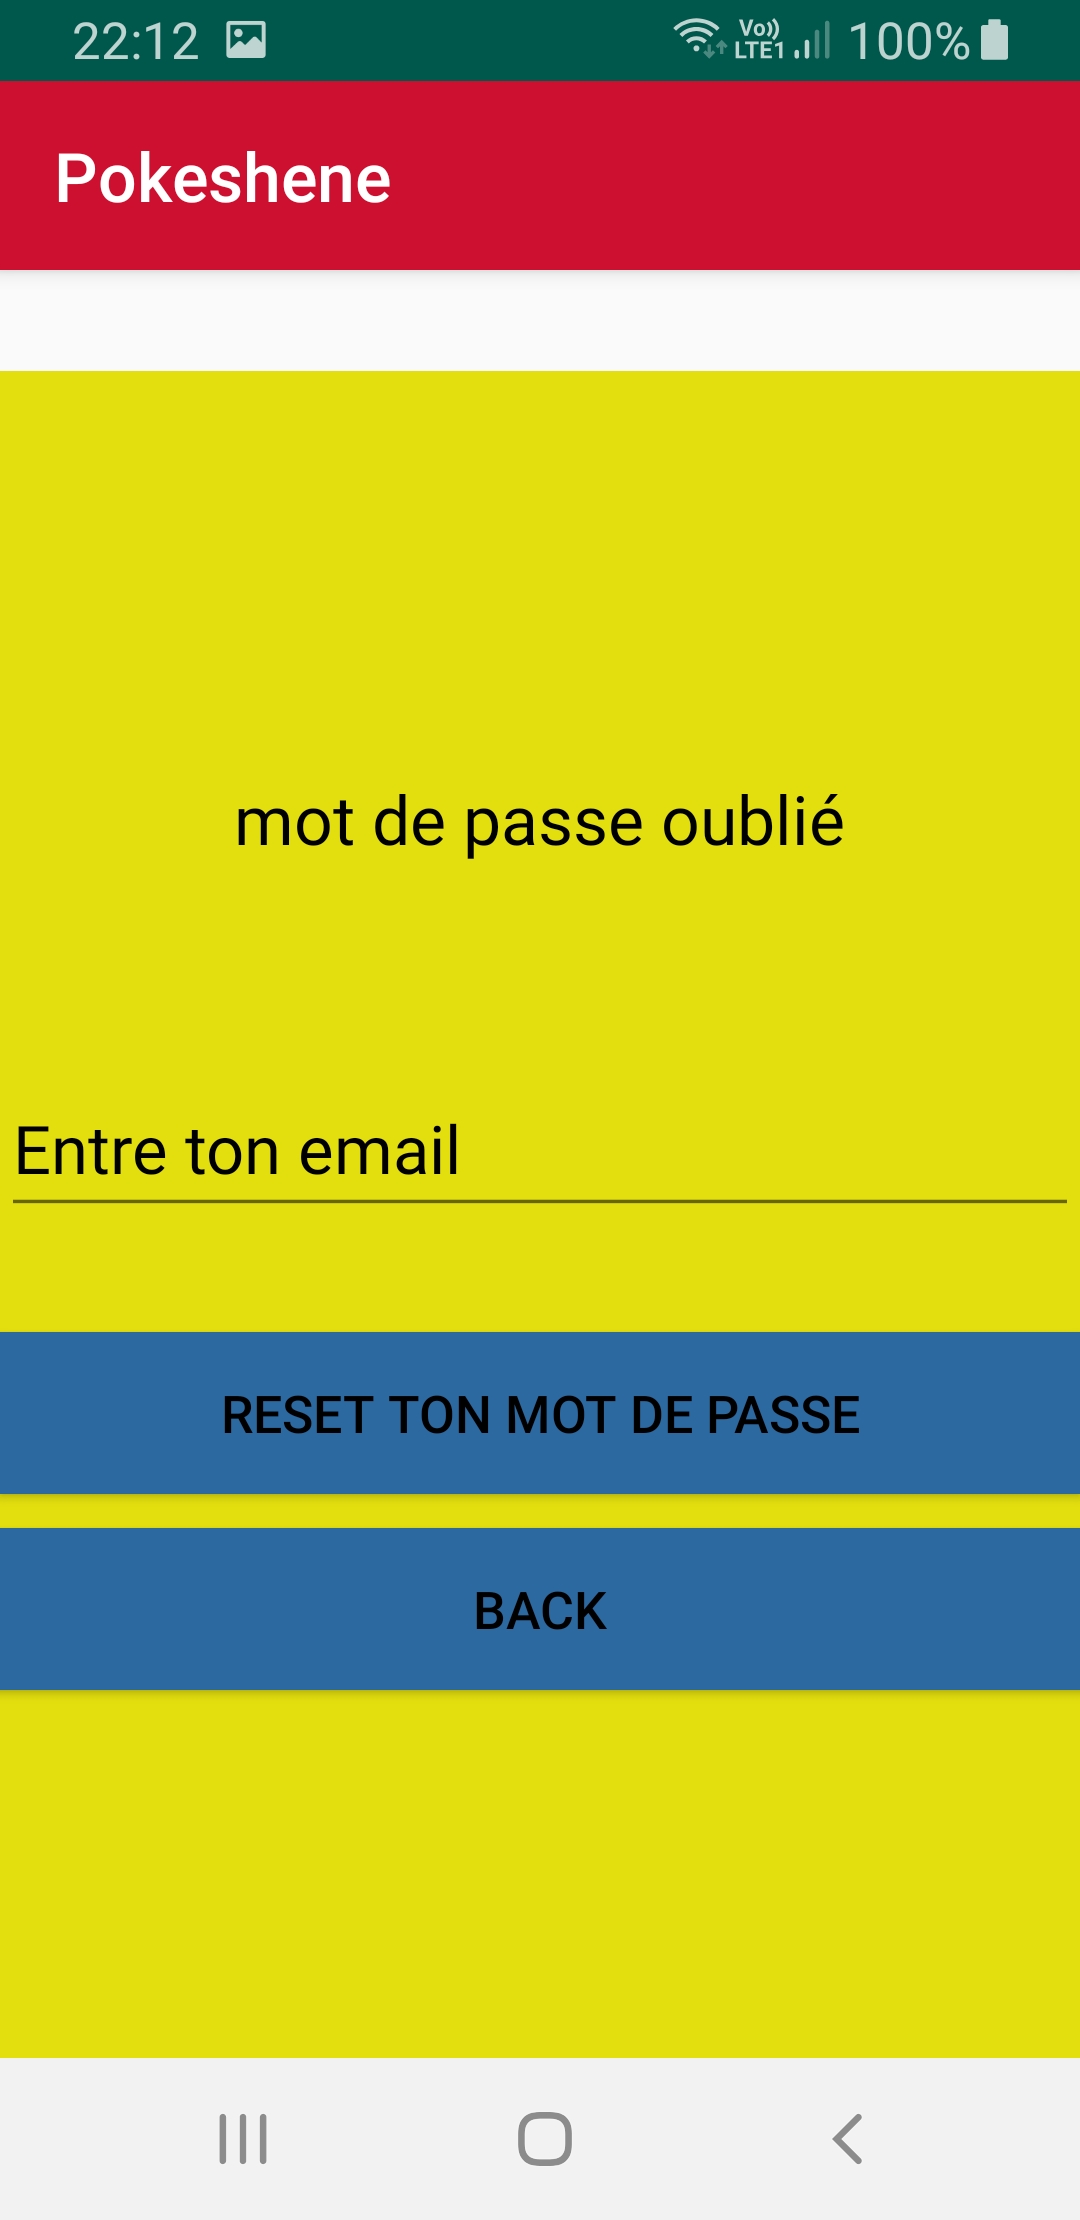 22:12 Vo)) LTE1 100%
Pokeshene
mot de passe oublié
Entre ton email
RESET TON MOT DE PASSE
BACK